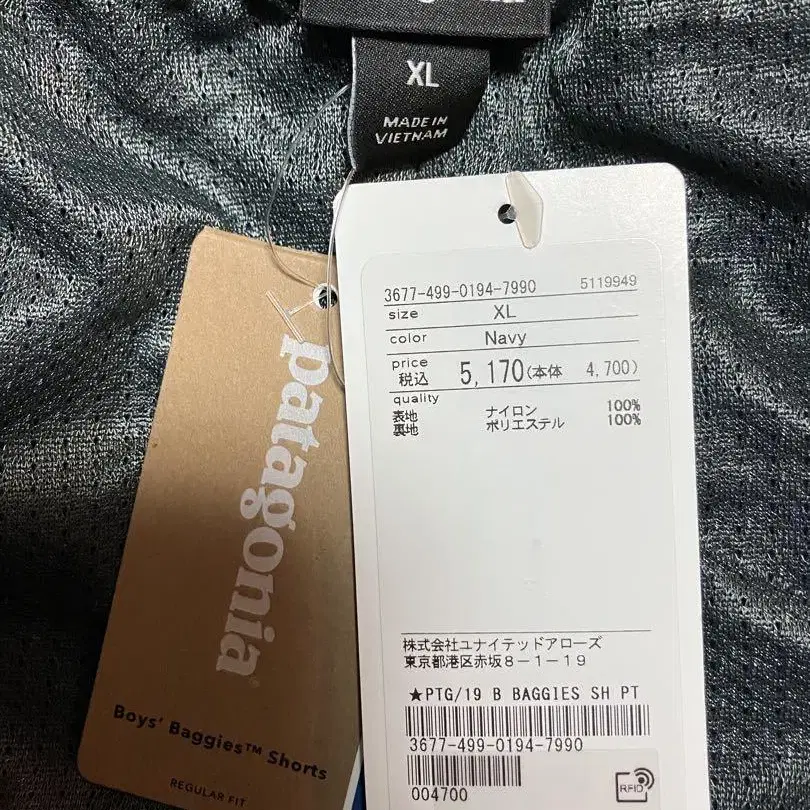 XL
MADE IN
VIETNAM
patagonia®
Boys' Baggies™ Shorts
REGULAR FIT
3677-499-0194-7990 5119949
size XL
color Navy
price
税込 5,170(本体 4,700)
quality
表地 ナイロン 100%
裏地 ポリエステル 100%
株式会社ユナイテッドアローズ
東京都港区赤坂8-1-19
★PTG/19 B BAGGIES SH PT
3677-499-0194-7990
004700
RFID